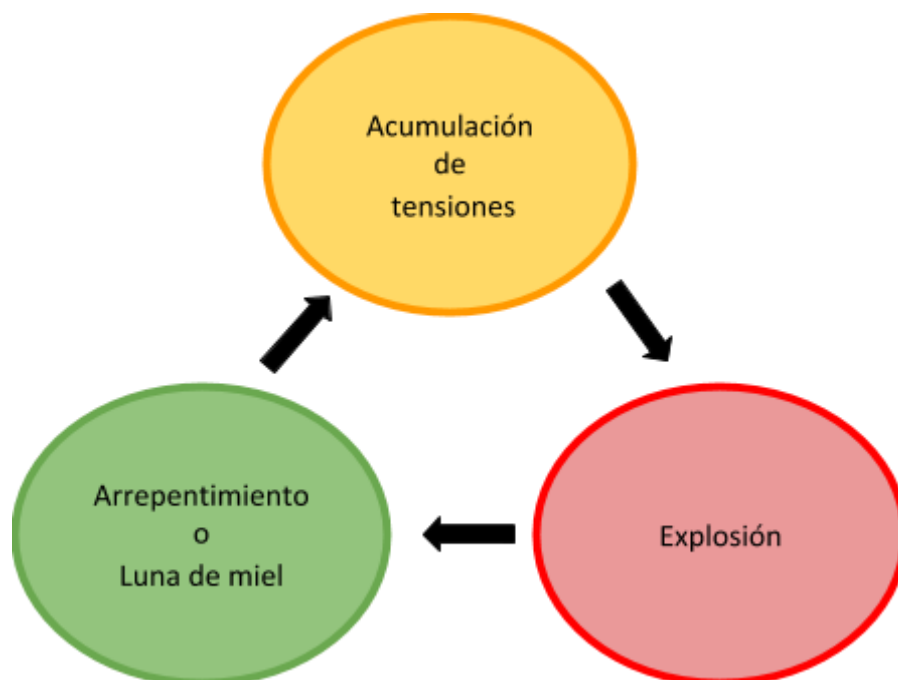 Acumulación
de
tensiones
Arrepentimiento
o
Luna de miel
Explosión